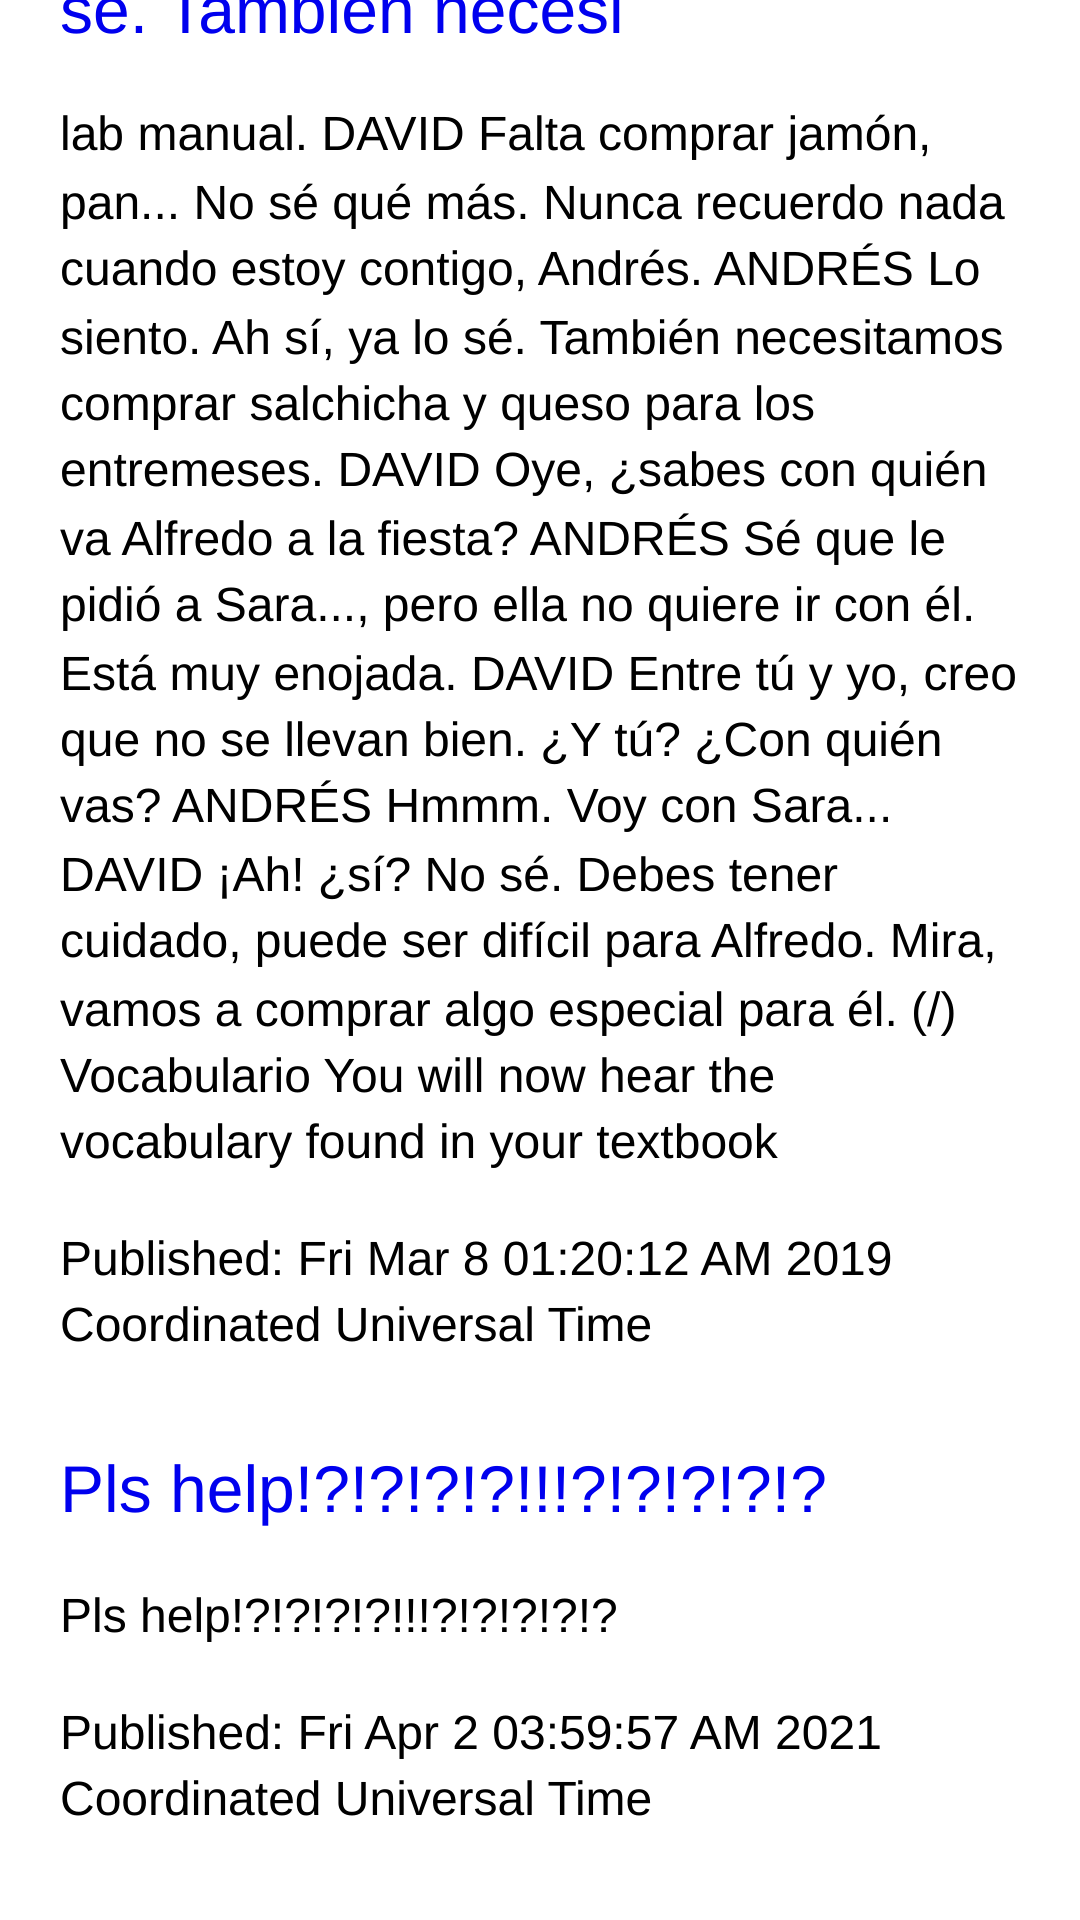 sé. También necesi
lab manual. DAVID Falta comprar jamón,
pan... No sé qué más. Nunca recuerdo nada
cuando estoy contigo, Andrés. ANDRÉS Lo
siento. Ah sí, ya lo sé. También necesitamos
comprar salchicha y queso para los
entremeses. DAVID Oye, ¿sabes con quién
va Alfredo a la fiesta? ANDRÉS Sé que le
pidió a Sara..., pero ella no quiere ir con él.
Está muy enojada. DAVID Entre tú y yo, creo
que no se llevan bien. ¿Y tú? ¿Con quién
vas? ANDRÉS Hmmm. Voy con Sara...
DAVID ¡Ah! ¿sí? No sé. Debes tener
cuidado, puede ser difícil para Alfredo. Mira,
vamos a comprar algo especial para él. (/)
Vocabulario You will now hear the
vocabulary found in your textbook
Published: Fri Mar 8 01:20:12 AM 2019
Coordinated Universal Time
Pls help!?!?!?!?!!!?!?!?!?!?
Pls help!?!?!?!?!!!?!?!?!?!?
Published: Fri Apr 2 03:59:57 AM 2021
Coordinated Universal Time